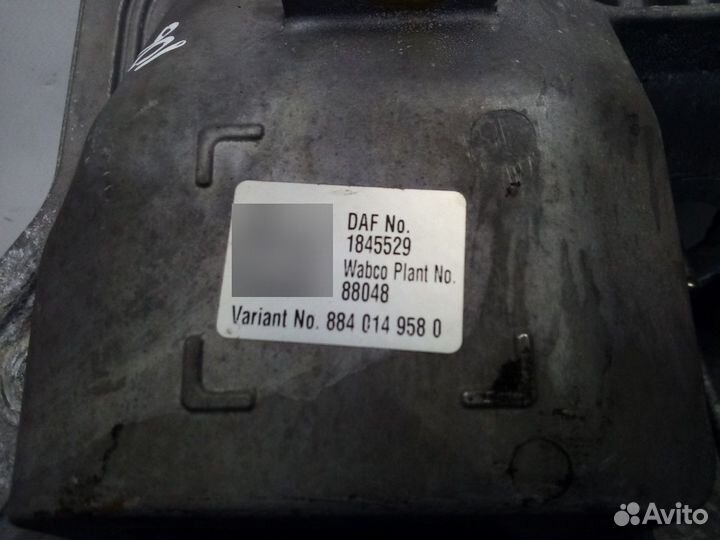 DAF No.
1845529
Wabco Plant No.
88048
Variant No. 884 014 958 0
Avito